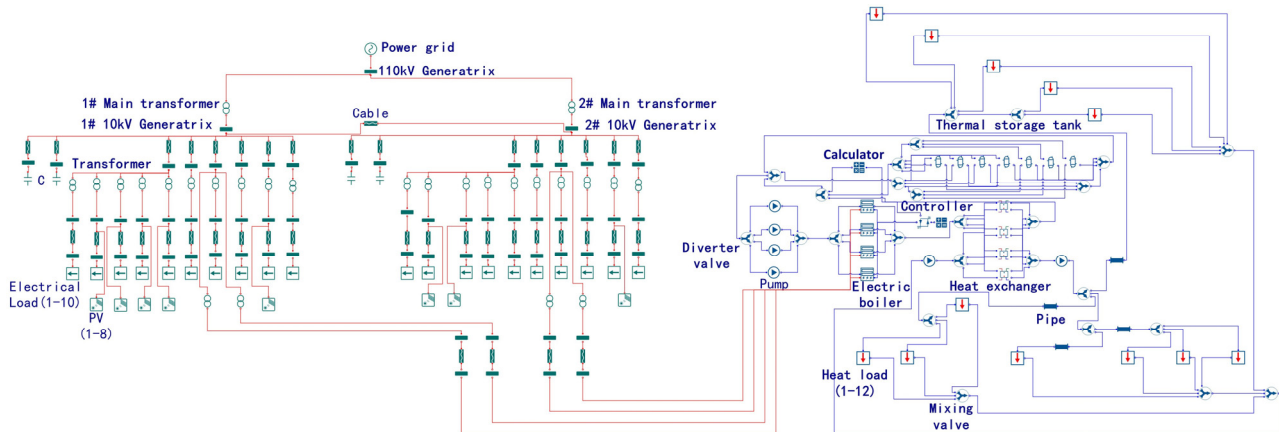 Power grid
110kV Generatrix
1# Main transformer
1# 10kV Generatrix
Cable
2# Main transformer
2# 10kV Generatrix
Transformer
C
Electrical
Load(1-10)
PV
(1-8)
Thermal storage tank
Calculator
Controller
Diverter
valve
Pump
Electric
boiler
Heat exchanger
Pipe
Heat load
(1-12)
Mixing
valve